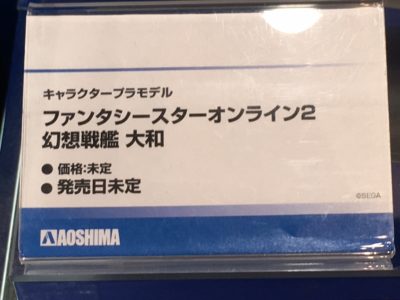 キャラクタープラモデル
ファンタシースターオンライン2
幻想戦艦 大和
● 価格:未定
● 発売日未定
©SEGA
AOSHIMA